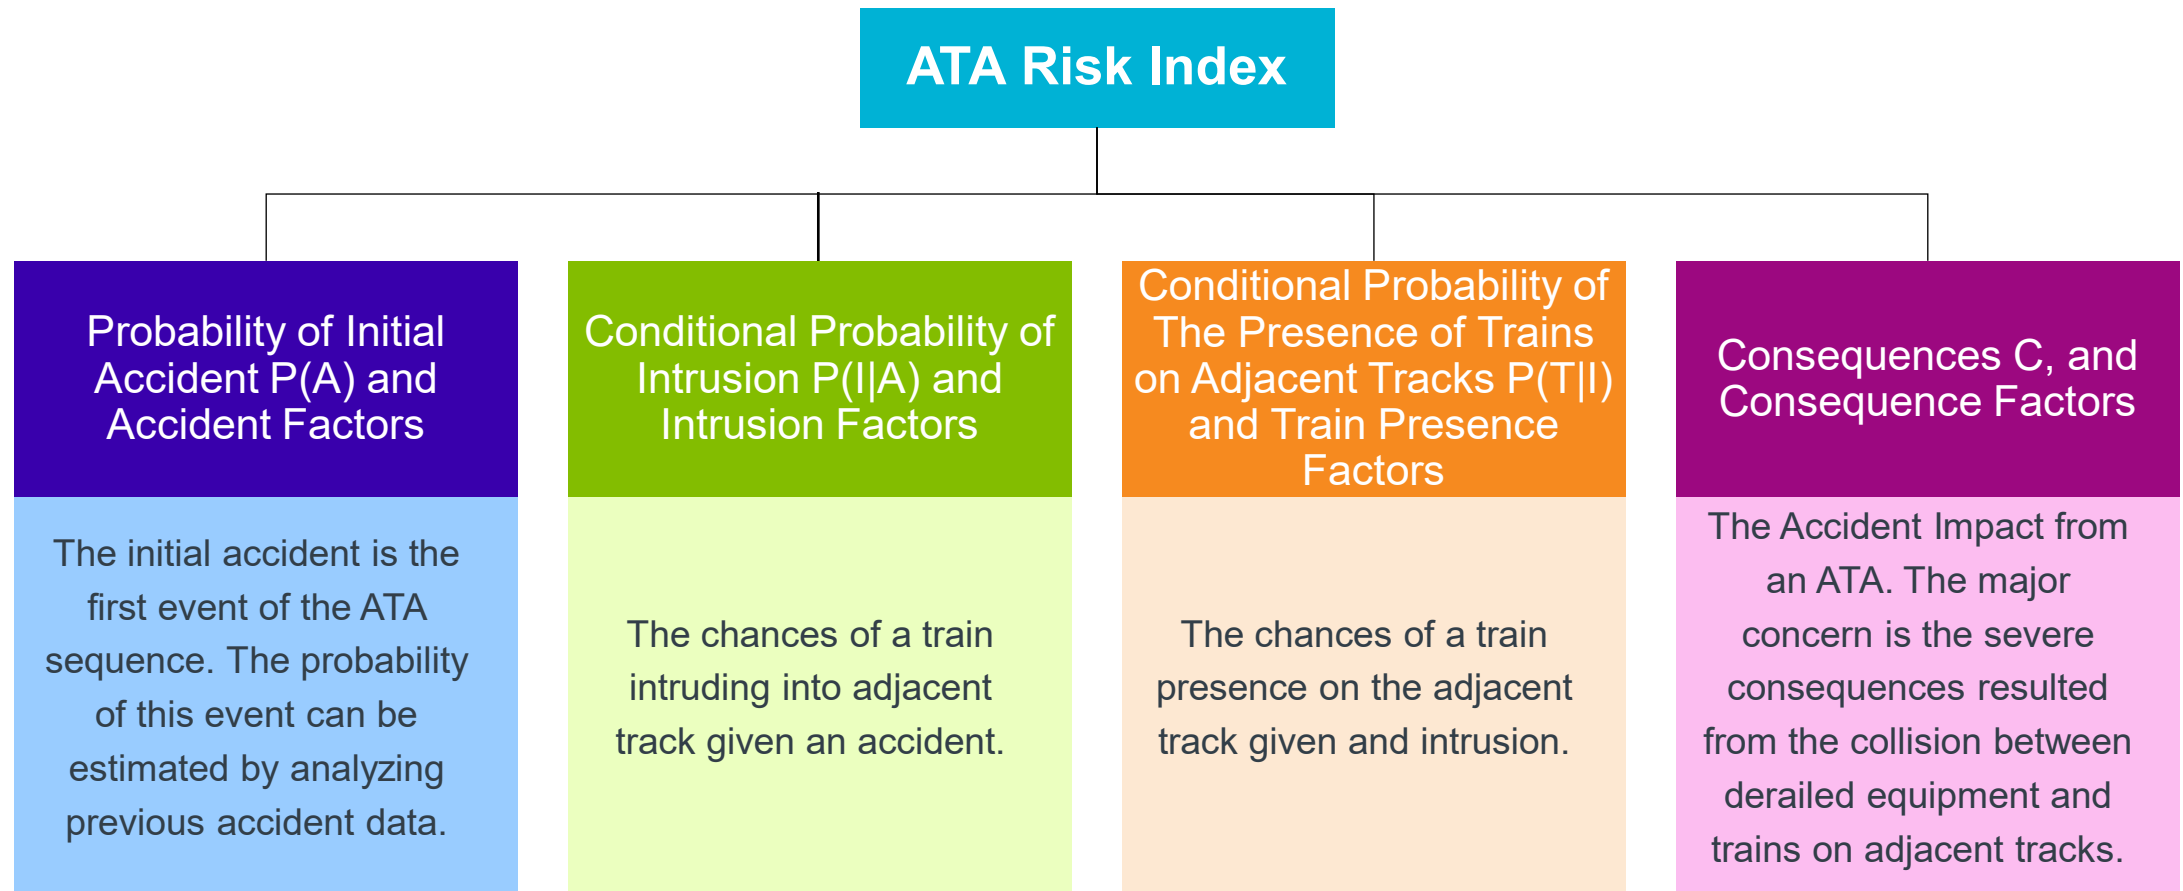 ATA Risk Index
Probability of Initial
Accident P(A) and
Accident Factors
The initial accident is the
first event of the ATA
sequence. The probability
of this event can be
estimated by analyzing
previous accident data.
Conditional Probability of
Intrusion P(I|A) and
Intrusion Factors
The chances of a train
intruding into adjacent
track given an accident.
Conditional Probability of
The Presence of Trains
on Adjacent Tracks P(T|I)
and Train Presence
Factors
The chances of a train
presence on the adjacent
track given and intrusion.
Consequences C, and
Consequence Factors
The Accident Impact from
an ATA. The major
concern is the severe
consequences resulted
from the collision between
derailed equipment and
trains on adjacent tracks.